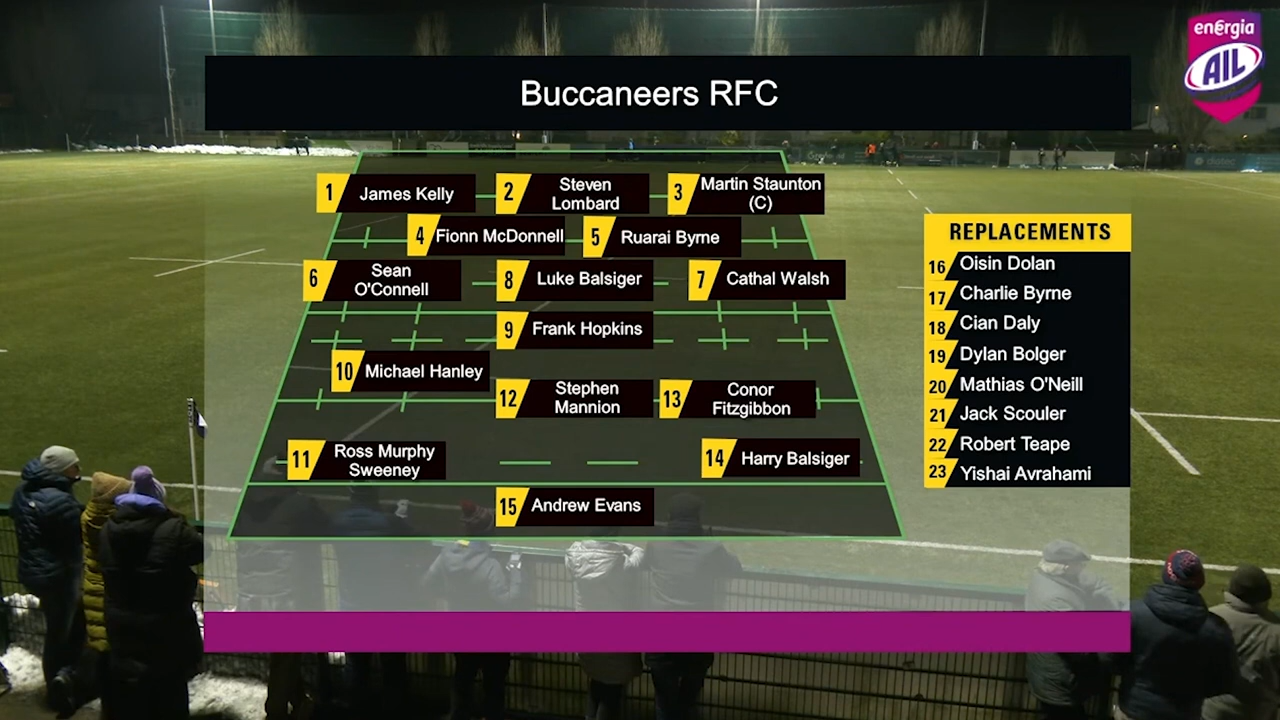 energia
AIL
Buccaneers RFC
1 James Kelly
2 Steven
Lombard
3 Martin Staunton
(C)
4 Fionn McDonnell
5 Ruarai Byrne
6 Sean
O'Connell
8 Luke Balsiger
7 Cathal Walsh
9 Frank Hopkins
10 Michael Hanley
12 Stephen
Mannion
13 Conor
Fitzgibbon
11 Ross Murphy
Sweeney
14 Harry Balsiger
15 Andrew Evans
REPLACEMENTS
16 Oisin Dolan
17 Charlie Byrne
18 Cian Daly
19 Dylan Bolger
20 Mathias O'Neill
21 Jack Scouler
22 Robert Teape
23 Yishai Avrahami